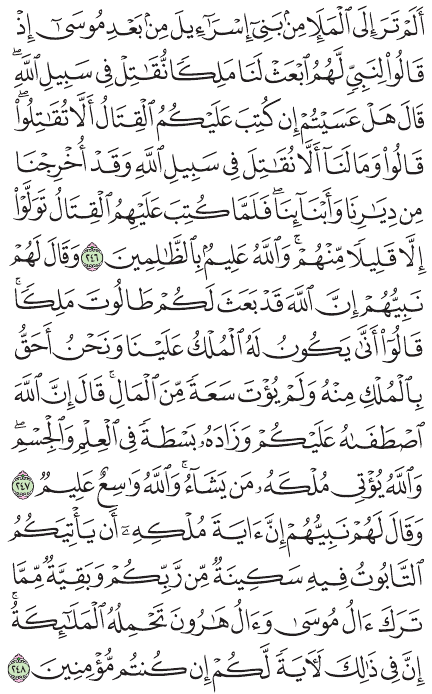 أَلَمْ تَرَ إِلَى ٱلْمَلَإِ مِنۢ بَنِىٓ إِسْرَٰٓءِيلَ مِنۢ بَعْدِ مُوسَىٰٓ إِذْ
قَالُوا۟ لِنَبِىٍّ لَّهُمُ ٱبْعَثْ لَنَا مَلِكًا نُّقَٰتِلْ فِى سَبِيلِ ٱللَّهِ ۖ
قَالَ هَلْ عَسَيْتُمْ إِن كُتِبَ عَلَيْكُمُ ٱلْقِتَالُ أَلَّا تُقَٰتِلُوا۟ ۖ
قَالُوا۟ وَمَا لَنَآ أَلَّا نُقَٰتِلَ فِى سَبِيلِ ٱللَّهِ وَقَدْ أُخْرِجْنَا
مِن دِيَٰرِنَا وَأَبْنَآئِنَا ۖ فَلَمَّا كُتِبَ عَلَيْهِمُ ٱلْقِتَالُ تَوَلَّوْا۟
إِلَّا قَلِيلًا مِّنْهُمْ ۗ وَٱللَّهُ عَلِيمٌۢ بِٱلظَّٰلِمِينَ ٢٤٦ وَقَالَ لَهُمْ
نَبِيُّهُمْ إِنَّ ٱللَّهَ قَدْ بَعَثَ لَكُمْ طَالُوتَ مَلِكًا ۚ
قَالُوٓا۟ أَنَّىٰ يَكُونُ لَهُ ٱلْمُلْكُ عَلَيْنَا وَنَحْنُ أَحَقُّ
بِٱلْمُلْكِ مِنْهُ وَلَمْ يُؤْتَ سَعَةً مِّنَ ٱلْمَالِ ۚ قَالَ إِنَّ ٱللَّهَ
ٱصْطَفَىٰهُ عَلَيْكُمْ وَزَادَهُۥ بَسْطَةً فِى ٱلْعِلْمِ وَٱلْجِسْمِ ۖ
وَٱللَّهُ يُؤْتِى مُلْكَهُۥ مَن يَشَآءُ ۚ وَٱللَّهُ وَٰسِعٌ عَلِيمٌ ٢٤٧
وَقَالَ لَهُمْ نَبِيُّهُمْ إِنَّ ءَايَةَ مُلْكِهِۦٓ أَن يَأْتِيَكُمُ
ٱلتَّابُوتُ فِيهِ سَكِينَةٌ مِّن رَّبِّكُمْ وَبَقِيَّةٌ مِّمَّا
تَرَكَ ءَالُ مُوسَىٰ وَءَالُ هَٰرُونَ تَحْمِلُهُ ٱلْمَلَٰٓئِكَةُ ۚ
إِنَّ فِى ذَٰلِكَ لَءَايَةً لَّكُمْ إِن كُنتُم مُّؤْمِنِينَ ٢٤٨